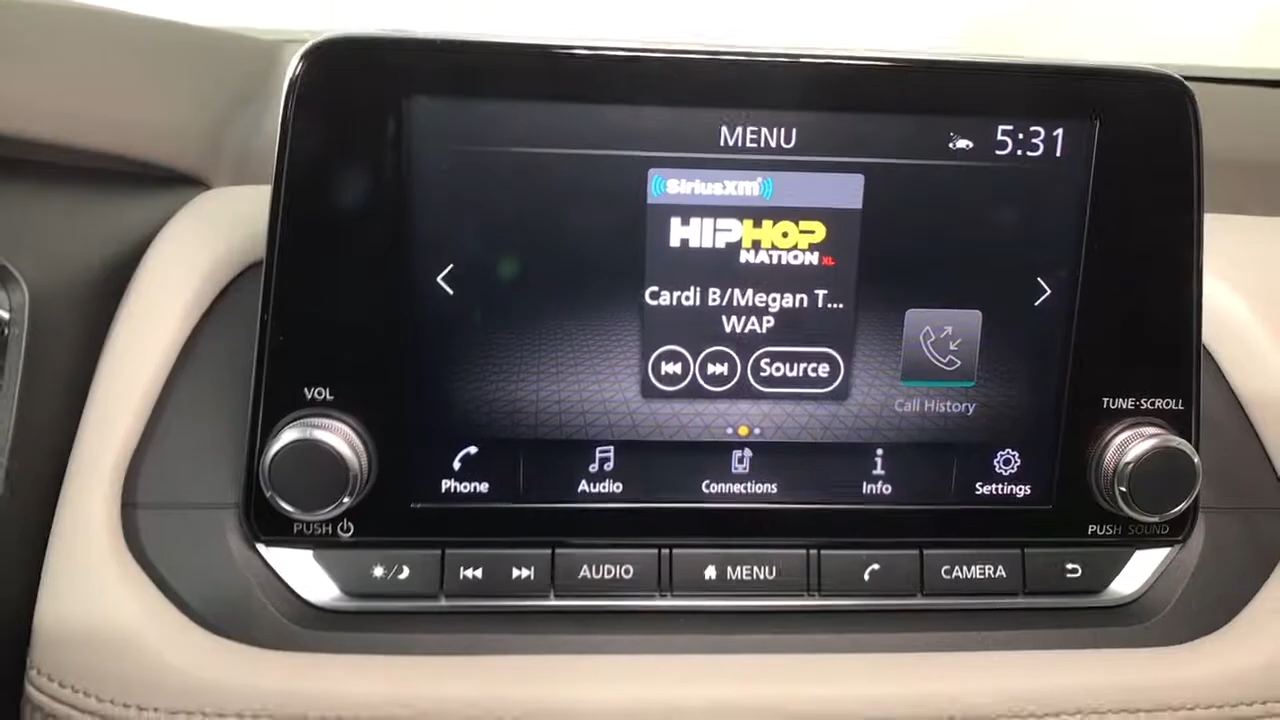 MENU
5:31
SiriusXM
HIPHOP
NATION XL
Cardi B/Megan T...
WAP
Source
Call History
VOL
TUNE·SCROLL
Phone
Audio
Connections
Info
Settings
PUSH
PUSH SOUND
AUDIO
MENU
CAMERA